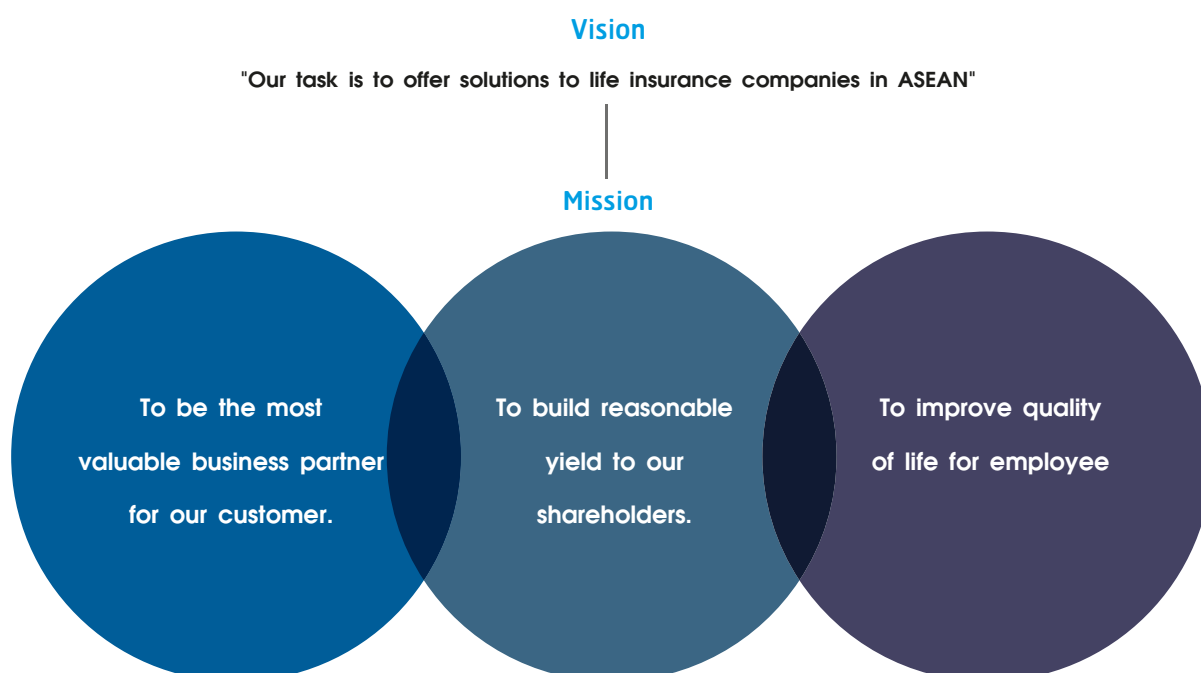 Vision
"Our task is to offer solutions to life insurance companies in ASEAN"
Mission
To be the most
valuable business partner
for our customer.
To build reasonable
yield to our
shareholders.
To improve quality
of life for employee